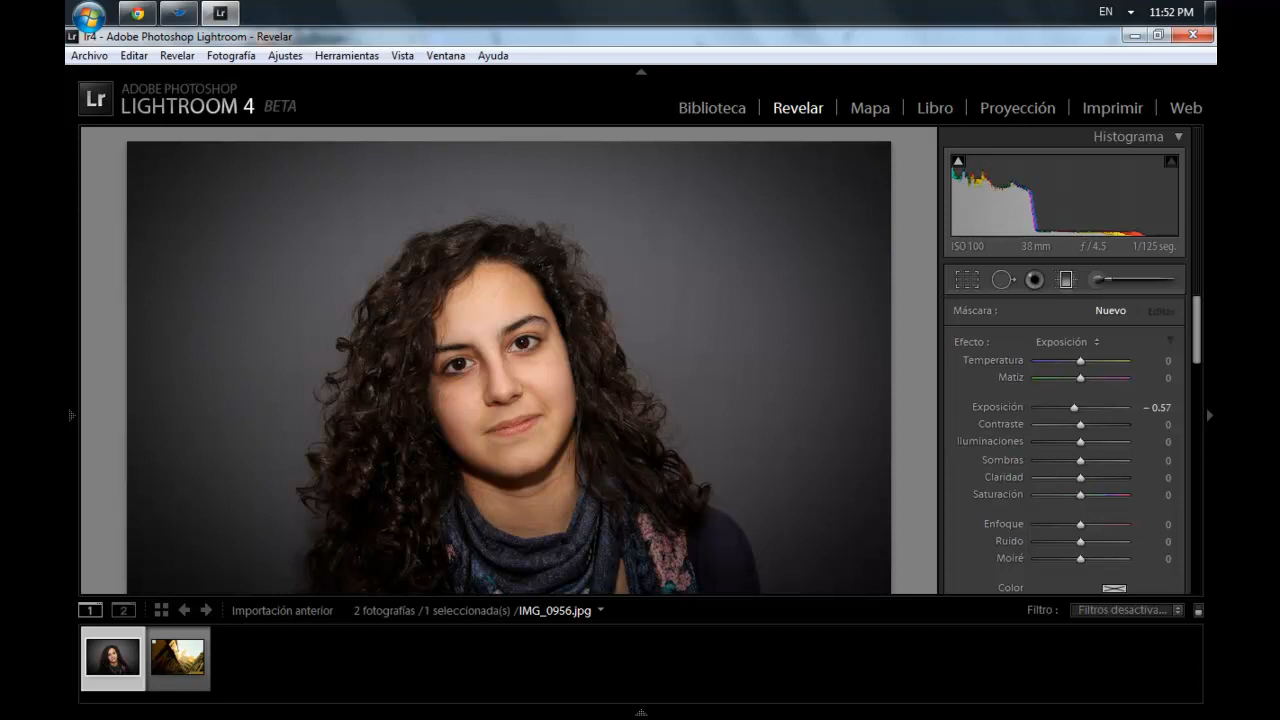 EN
11:52 PM
lr4 - Adobe Photoshop Lightroom - Revelar
Archivo Editar Revelar Fotografía Ajustes Herramientas Vista Ventana Ayuda
Lr
ADOBE PHOTOSHOP
LIGHTROOM 4 BETA
Biblioteca | Revelar | Mapa | Libro | Proyección | Imprimir | Web
Histograma
ISO 100 38 mm ƒ / 4.5 1/125 seg.
Máscara : Nuevo Editar
Efecto : Exposición
Temperatura 0
Matiz 0
Exposición − 0.57
Contraste 0
Iluminaciones 0
Sombras 0
Claridad 0
Saturación 0
Enfoque 0
Ruido 0
Moiré 0
Color
1 2 Importación anterior 2 fotografías /1 seleccionada(s) /IMG_0956.jpg Filtro : Filtros desactiva...